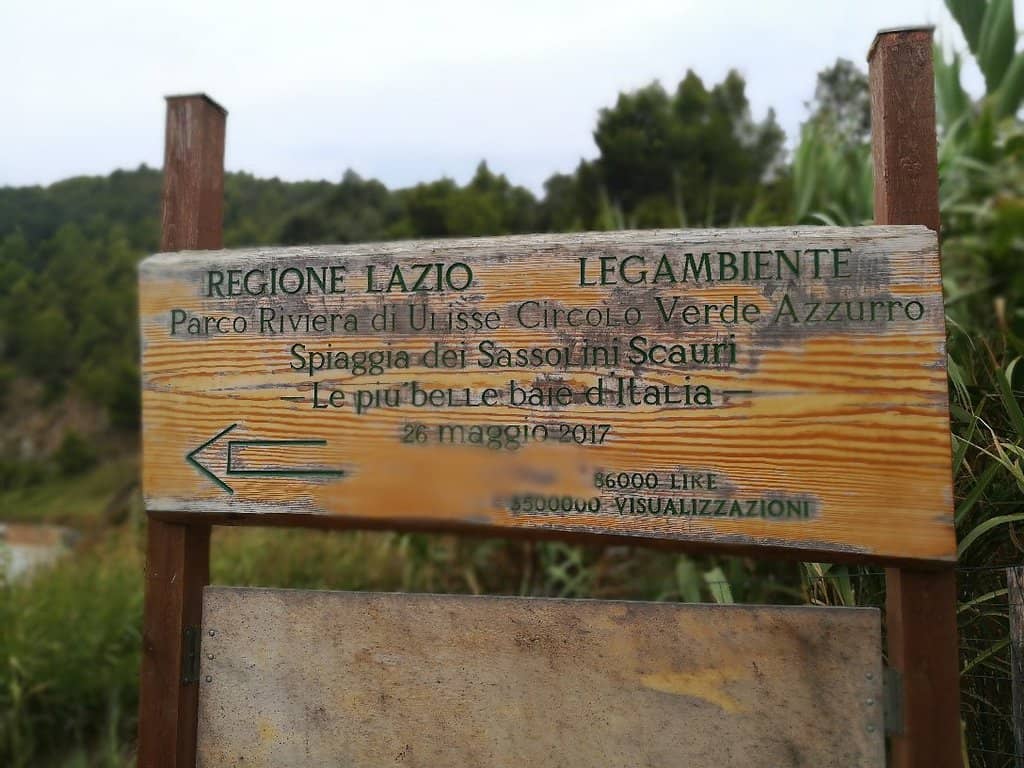 REGIONE LAZIO LEGAMBIENTE
Parco Riviera di Ulisse Circolo Verde Azzurro
Spiaggia dei Sassolini Scauri
– Le più belle baie d'Italia –
26 maggio 2017
86000 LIKE
VISUALIZZAZIONI